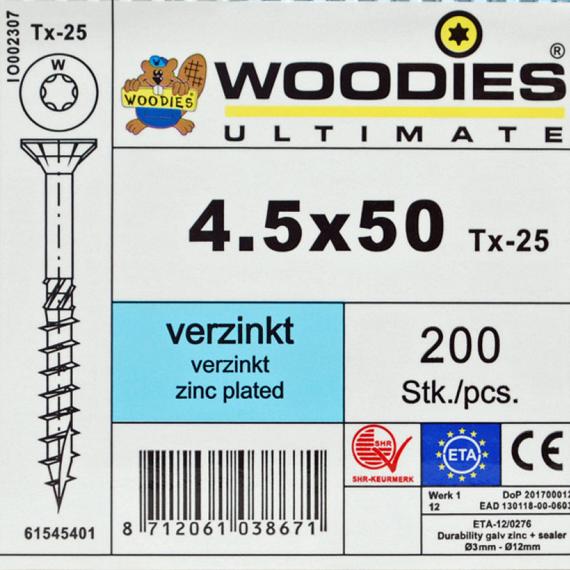 IO002307
Tx-25
W
WOODIES
WOODIES®
ULTIMATE
4.5x50 Tx-25
verzinkt
verzinkt
zinc plated
200
Stk./pcs.
SHR
SHR-KEURMERK
ETA
CE
Werk 1
12
DoP 201700012
EAD 130118-00-0603
ETA-12/0276
Durability galv zinc + sealer
Ø3mm - Ø12mm
8 712061 038671
61545401